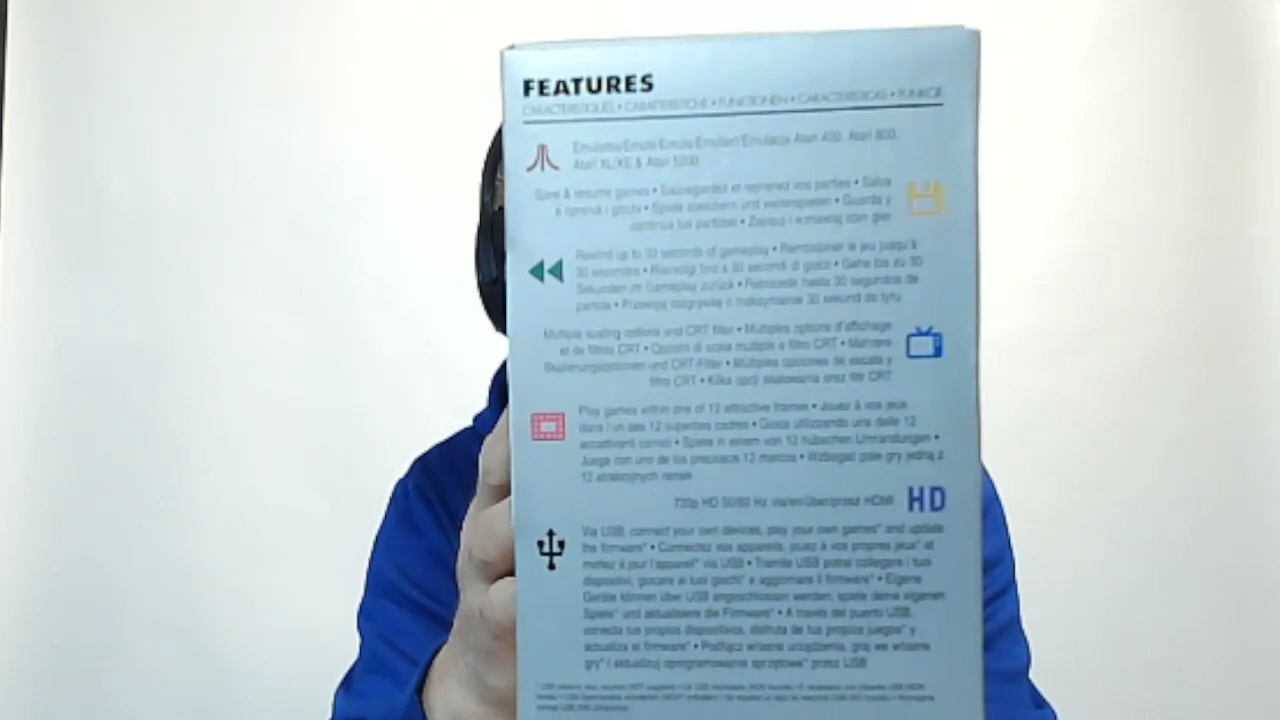 FEATURES
CARACTÉRISTIQUES • CARATTERISTICHE • FUNKTIONEN • CARACTERÍSTICAS • FUNKCJE
Emulates/Émule/Emula/Emuliert/Emulacja Atari 400, Atari 800,
Atari XL/XE & Atari 5200
Save & resume games • Sauvegardez et reprenez vos parties • Salva
e riprendi i giochi • Spiele speichern und weiterspielen • Guarda y
continúa tus partidas • Zapisuj i wznawiaj stan gier
Rewind up to 30 seconds of gameplay • Rembobiner le jeu jusqu'à
30 secondes • Riavvolgi fino a 30 secondi di gioco • Gehe bis zu 30
Sekunden im Gameplay zurück • Retrocede hasta 30 segundos de
partida • Przewijaj rozgrywkę o maksymalnie 30 sekund do tyłu
Multiple scaling options and CRT filter • Multiples options d'affichage
et de filtres CRT • Opzioni di scala multiple e filtro CRT • Mehrere
Skalierungsoptionen und CRT-Filter • Múltiples opciones de escala y
filtro CRT • Kilka opcji skalowania oraz filtr CRT
Play games within one of 12 attractive frames • Jouez à vos jeux
dans l'un des 12 superbes cadres • Gioca utilizzando una delle 12
accattivanti cornici • Spiele in einem von 12 hübschen Umrandungen •
Juega con uno de los preciosos 12 marcos • Wzbogać pole gry jedną z
12 atrakcyjnych ramek
720p HD 50/60 Hz via/en/über/przez HDMI
HD
Via USB, connect your own devices, play your own games* and update
the firmware* • Connectez vos appareils, jouez à vos propres jeux* et
mettez à jour l'appareil* via USB • Tramite USB potrai collegare i tuoi
dispositivi, giocare ai tuoi giochi* e aggiornare il firmware* • Eigene
Geräte können über USB angeschlossen werden; spiele deine eigenen
Spiele* und aktualisiere die Firmware* • A través del puerto USB,
conecta tus propios dispositivos, disfruta de tus propios juegos* y
actualiza el firmware* • Podłącz własne urządzenia, graj we własne
gry* i aktualizuj oprogramowanie sprzętowe* przez USB